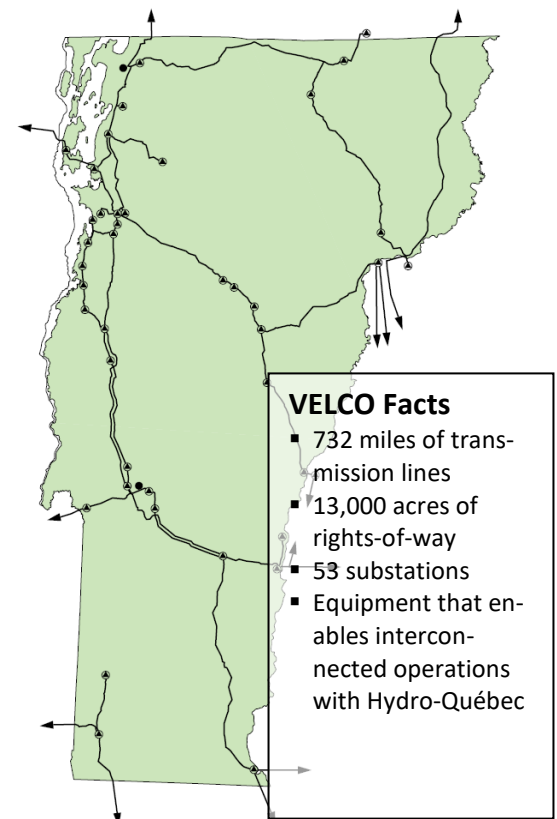 VELCO Facts
▪ 732 miles of trans-
mission lines
▪ 13,000 acres of
rights-of-way
▪ 53 substations
▪ Equipment that en-
ables intercon-
nected operations
with Hydro-Québec